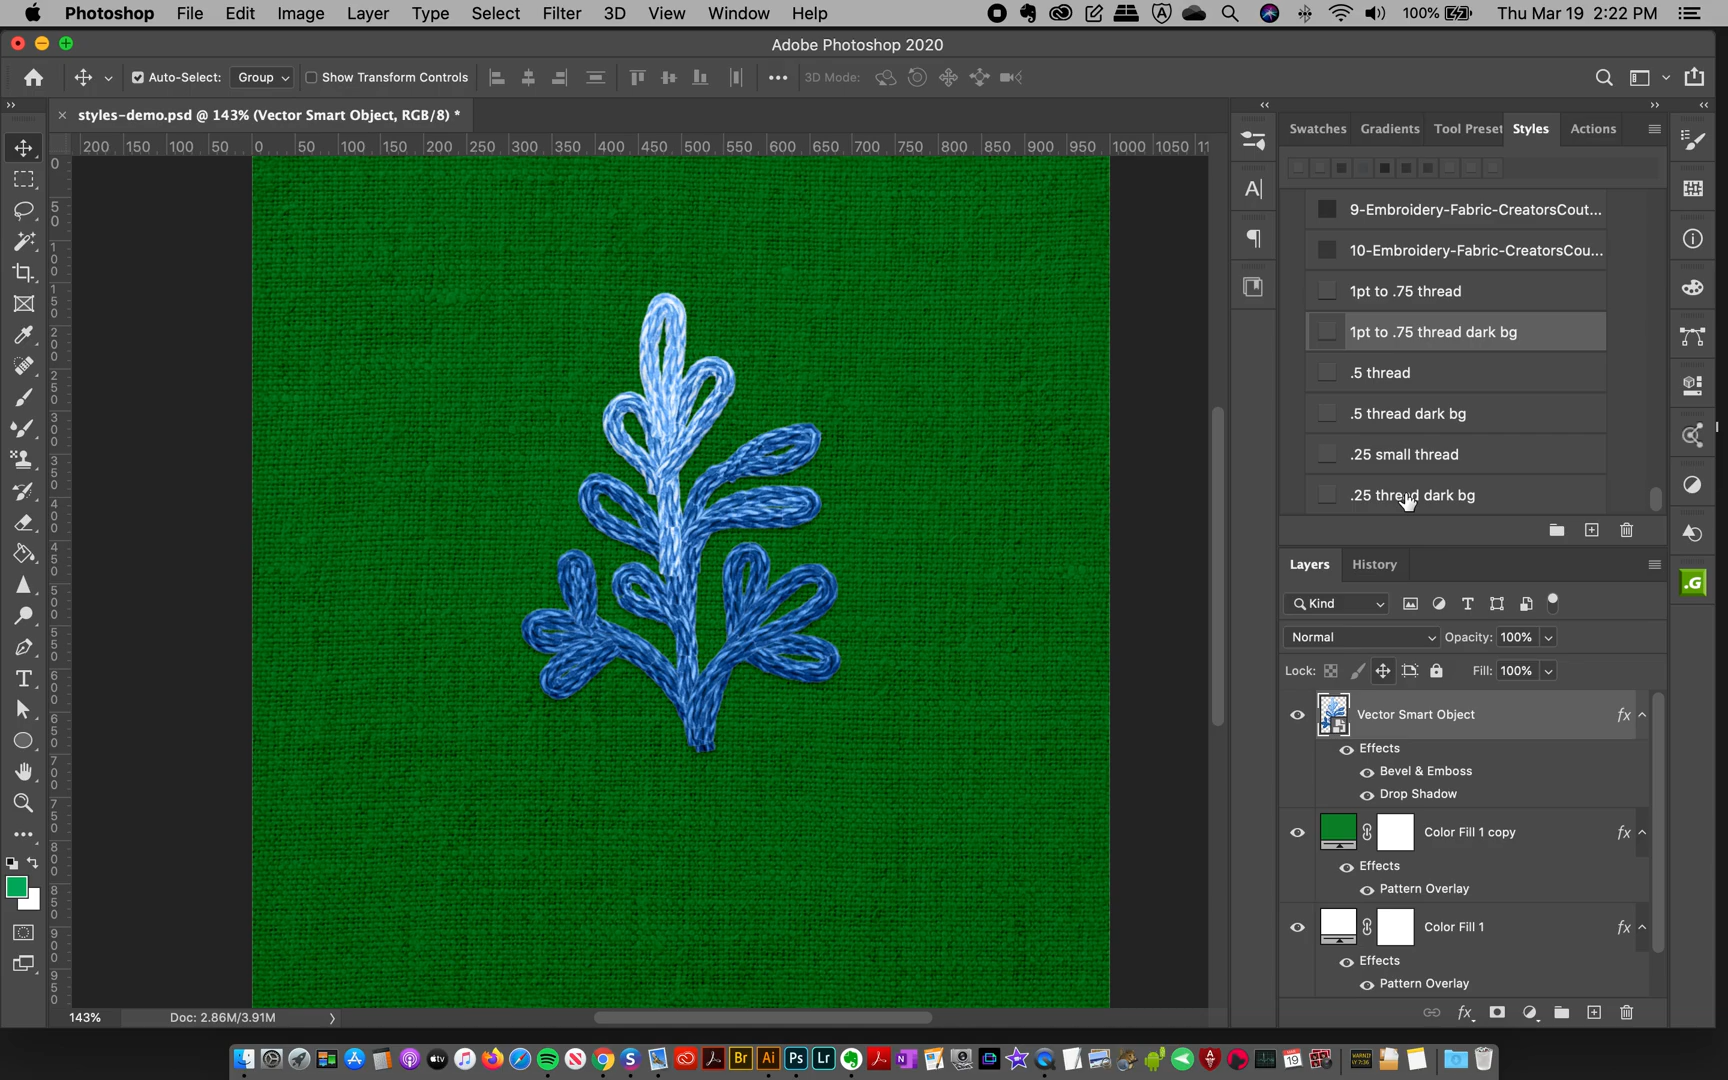 Photoshop File Edit Image Layer Type Select Filter 3D View Window Help 100% Thu Mar 19 2:22 PM
Adobe Photoshop 2020
Auto-Select: Group Show Transform Controls 3D Mode:
styles-demo.psd @ 143% (Vector Smart Object, RGB/8) *
Swatches Gradients Tool Preset Styles Actions
200 150 100 50 0 50 100 150 200 250 300 350 400 450 500 550 600 650 700 750 800 850 900 950 1000 1050
9-Embroidery-Fabric-CreatorsCout...
10-Embroidery-Fabric-CreatorsCou...
1pt to .75 thread
1pt to .75 thread dark bg
.5 thread
.5 thread dark bg
.25 small thread
.25 thread dark bg
Layers History
Kind
Normal Opacity: 100%
Lock: Fill: 100%
Vector Smart Object fx
Effects
Bevel & Emboss
Drop Shadow
Color Fill 1 copy fx
Effects
Pattern Overlay
Color Fill 1 fx
Effects
Pattern Overlay
143% Doc: 2.86M/3.91M
fx